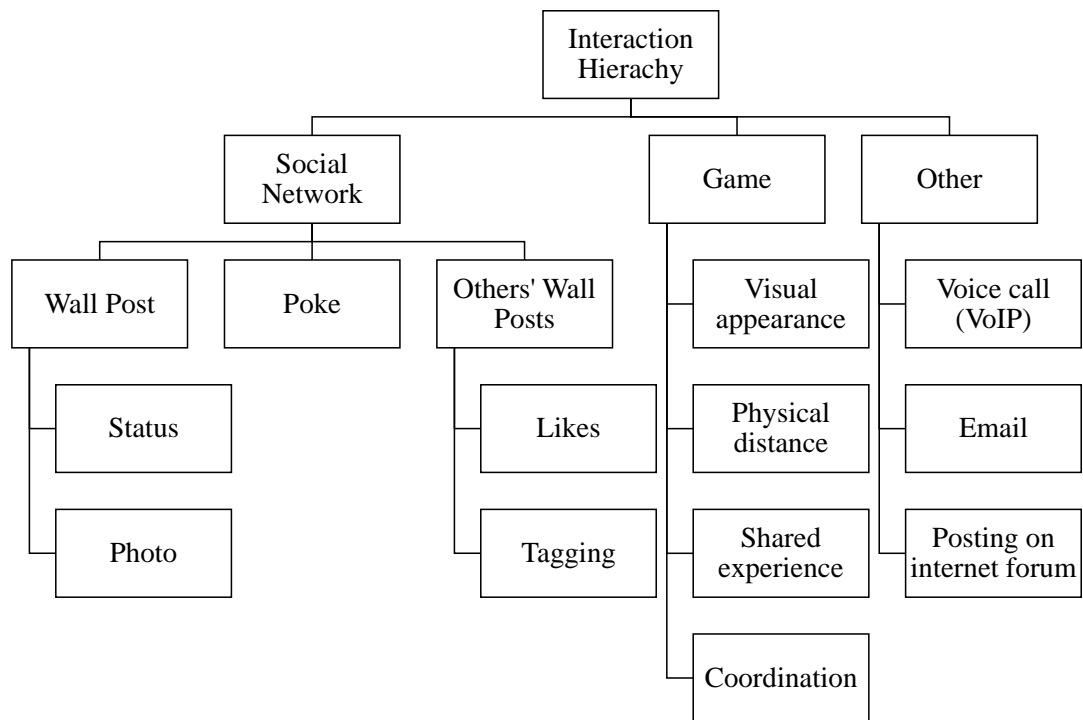 Interaction
Hierachy
Social
Network
Game
Other
Wall Post
Poke
Others' Wall
Posts
Visual
appearance
Voice call
(VoIP)
Status
Likes
Physical
distance
Email
Photo
Tagging
Shared
experience
Posting on
internet forum
Coordination